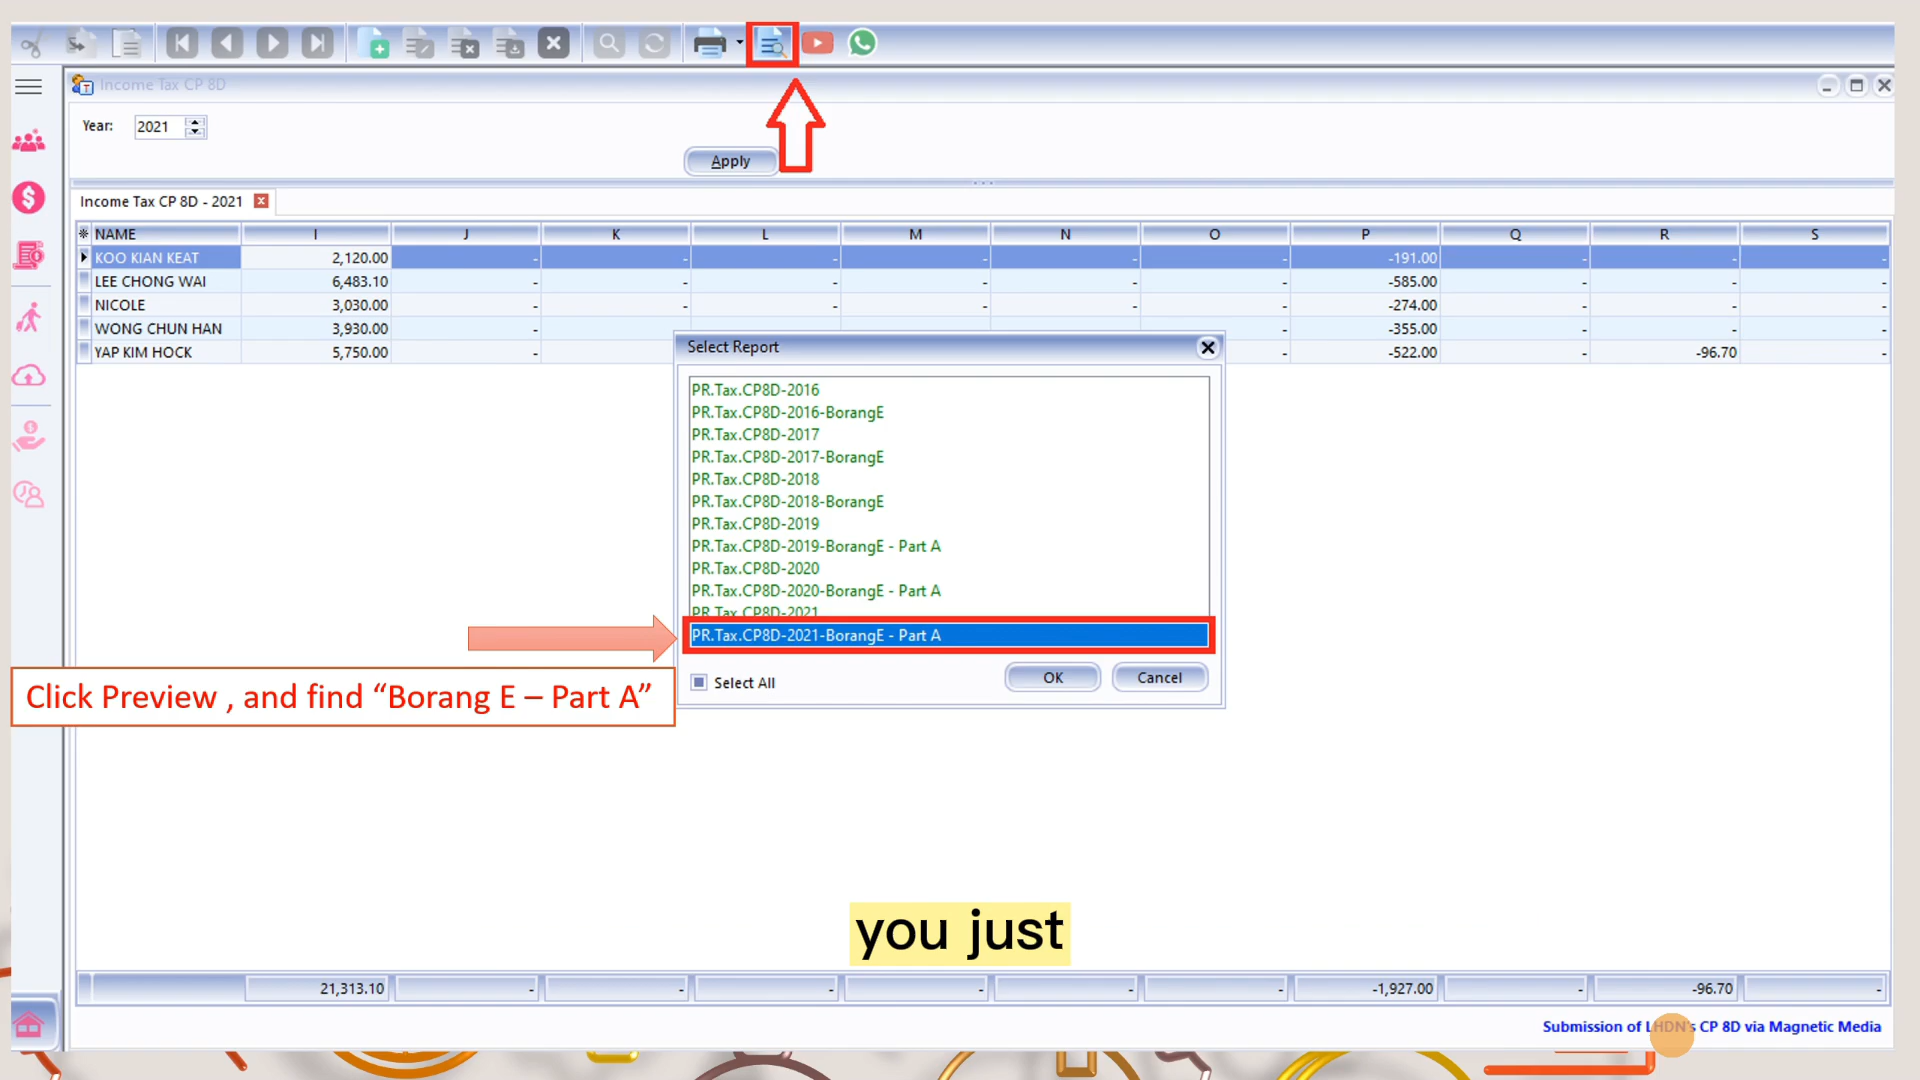 Income Tax CP 8D
Year: 2021
Apply
Income Tax CP 8D - 2021
NAME I J K L M N O P Q R S
KOO KIAN KEAT 2,120.00 - - - - - - -191.00 - - -
LEE CHONG WAI 6,483.10 - - - - - - -585.00 - - -
NICOLE 3,030.00 - - - - - - -274.00 - - -
WONG CHUN HAN 3,930.00 - - -355.00 - - -
YAP KIM HOCK 5,750.00 - - -522.00 - -96.70 -
Select Report
PR.Tax.CP8D-2016
PR.Tax.CP8D-2016-BorangE
PR.Tax.CP8D-2017
PR.Tax.CP8D-2017-BorangE
PR.Tax.CP8D-2018
PR.Tax.CP8D-2018-BorangE
PR.Tax.CP8D-2019
PR.Tax.CP8D-2019-BorangE - Part A
PR.Tax.CP8D-2020
PR.Tax.CP8D-2020-BorangE - Part A
PR.Tax.CP8D-2021
PR.Tax.CP8D-2021-BorangE - Part A
Select All OK Cancel
Click Preview , and find “Borang E – Part A”
you just
21,313.10 - - - - - - -1,927.00 - -96.70 -
Submission of LHDN's CP 8D via Magnetic Media